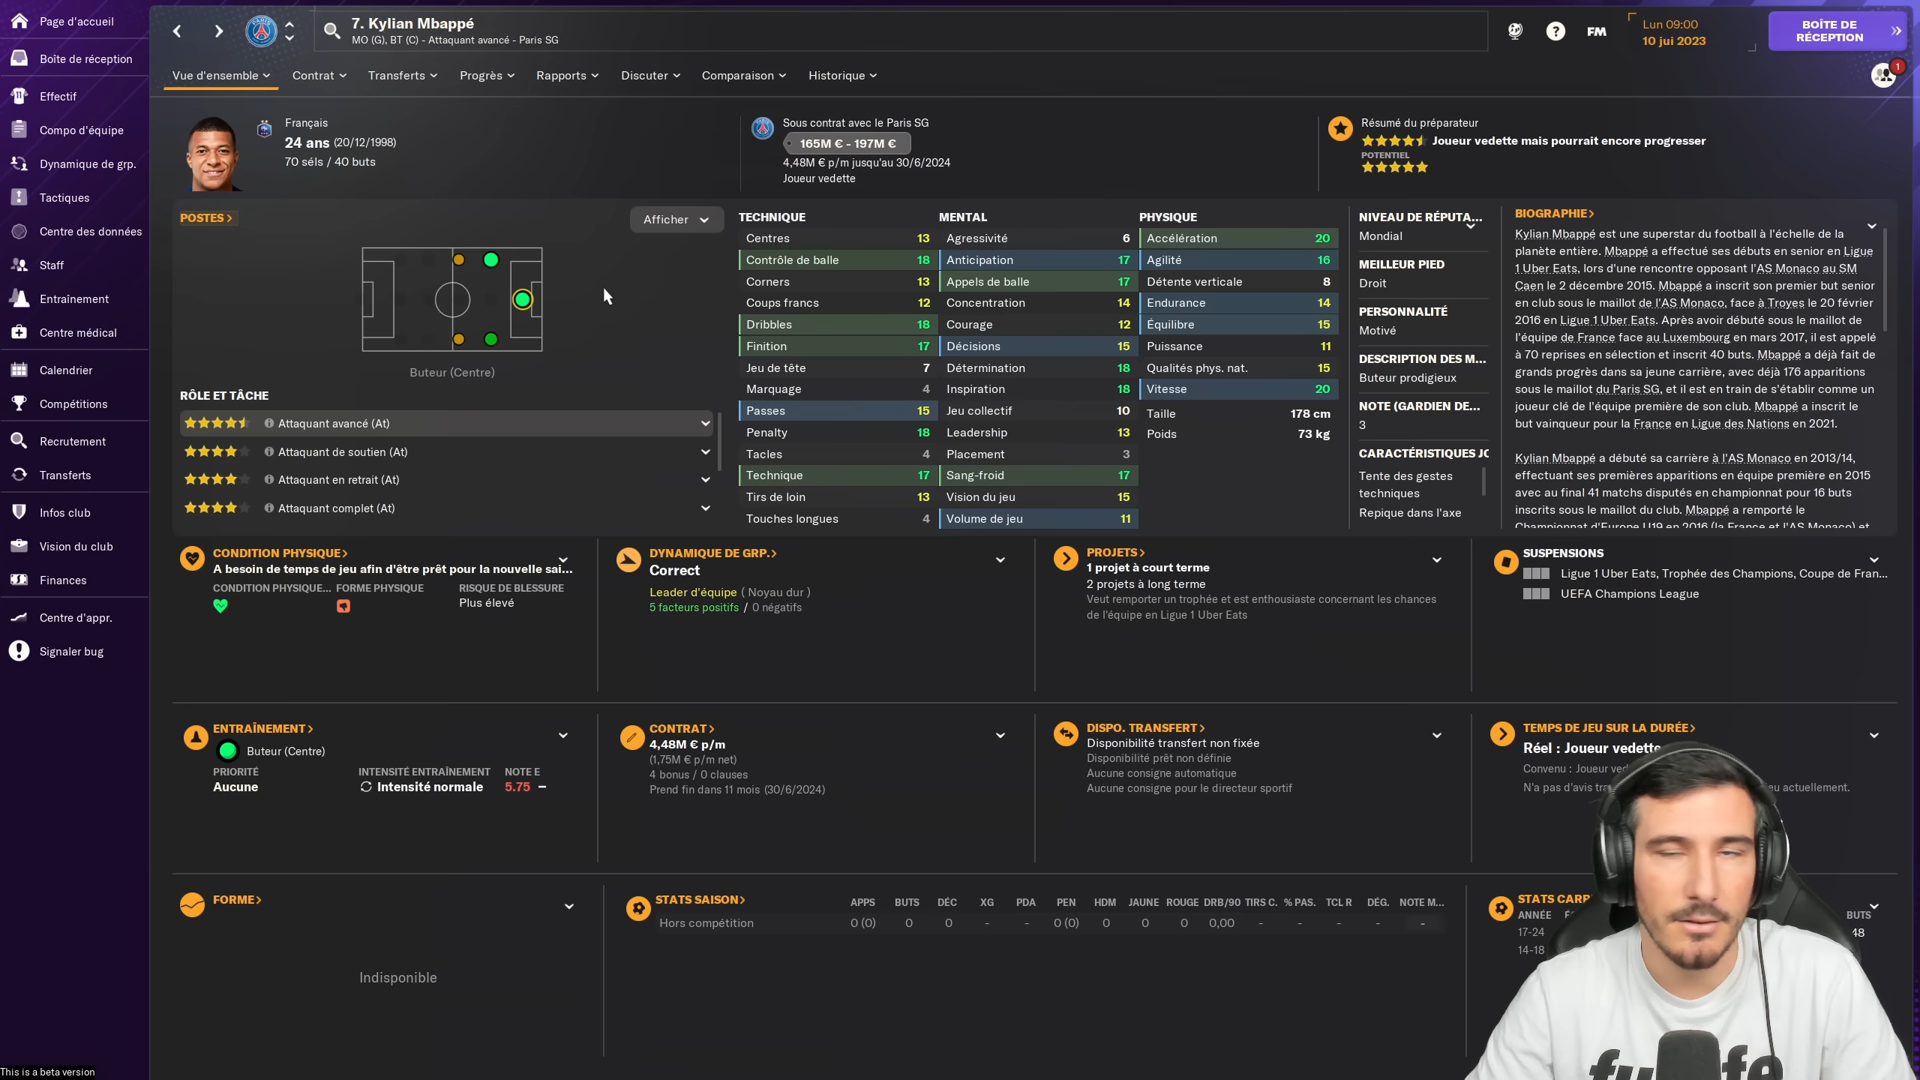 Page d'accueil
Boîte de réception
Effectif
Compo d'équipe
Dynamique de grp.
Tactiques
Centre des données
Staff
Entraînement
Centre médical
Calendrier
Compétitions
Recrutement
Transferts
Infos club
Vision du club
Finances
Centre d'appr.
Signaler bug
This is a beta version
7. Kylian Mbappé
MO (G), BT (C) - Attaquant avancé - Paris SG
FM
Lun 09:00
10 jui 2023
BOÎTE DE RÉCEPTION
1
Vue d'ensemble
Contrat
Transferts
Progrès
Rapports
Discuter
Comparaison
Historique
Français
24 ans (20/12/1998)
70 séls / 40 buts
Sous contrat avec le Paris SG
165M € - 197M €
4,48M € p/m jusqu'au 30/6/2024
Joueur vedette
Résumé du préparateur
Joueur vedette mais pourrait encore progresser
POTENTIEL
POSTES >
Afficher
Buteur (Centre)
RÔLE ET TÂCHE
Attaquant avancé (At)
Attaquant de soutien (At)
Attaquant en retrait (At)
Attaquant complet (At)
TECHNIQUE
Centres 13
Contrôle de balle 18
Corners 13
Coups francs 12
Dribbles 18
Finition 17
Jeu de tête 7
Marquage 4
Passes 15
Penalty 18
Tacles 4
Technique 17
Tirs de loin 13
Touches longues 4
MENTAL
Agressivité 6
Anticipation 17
Appels de balle 17
Concentration 14
Courage 12
Décisions 15
Détermination 18
Inspiration 18
Jeu collectif 10
Leadership 13
Placement 3
Sang-froid 17
Vision du jeu 15
Volume de jeu 11
PHYSIQUE
Accélération 20
Agilité 16
Détente verticale 8
Endurance 14
Équilibre 15
Puissance 11
Qualités phys. nat. 15
Vitesse 20
Taille 178 cm
Poids 73 kg
NIVEAU DE RÉPUTA...
Mondial
MEILLEUR PIED
Droit
PERSONNALITÉ
Motivé
DESCRIPTION DES M...
Buteur prodigieux
NOTE (GARDIEN DE...
3
CARACTÉRISTIQUES JC
Tente des gestes
techniques
Repique dans l'axe
BIOGRAPHIE >
Kylian Mbappé est une superstar du football à l'échelle de la
planète entière. Mbappé a effectué ses débuts en senior en Ligue
1 Uber Eats, lors d'une rencontre opposant l'AS Monaco au SM
Caen le 2 décembre 2015. Mbappé a inscrit son premier but senior
en club sous le maillot de l'AS Monaco, face à Troyes le 20 février
2016 en Ligue 1 Uber Eats. Après avoir débuté sous le maillot de
l'équipe de France face au Luxembourg en mars 2017, il est appelé
à 70 reprises en sélection et inscrit 40 buts. Mbappé a déjà fait de
grands progrès dans sa jeune carrière, avec déjà 176 apparitions
sous le maillot du Paris SG, et il est en train de s'établir comme un
joueur clé de l'équipe première de son club. Mbappé a inscrit le
but vainqueur pour la France en Ligue des Nations en 2021.
Kylian Mbappé a débuté sa carrière à l'AS Monaco en 2013/14,
effectuant ses premières apparitions en équipe première en 2015
avec au final 41 matchs disputés en championnat pour 16 buts
inscrits sous le maillot du club. Mbappé a remporté le
Championnat d'Europe U19 en 2016 (la France et l'AS Monaco) et
CONDITION PHYSIQUE >
A besoin de temps de jeu afin d'être prêt pour la nouvelle sai...
CONDITION PHYSIQUE... FORME PHYSIQUE RISQUE DE BLESSURE
Plus élevé
DYNAMIQUE DE GRP. >
Correct
Leader d'équipe ( Noyau dur )
5 facteurs positifs / 0 négatifs
PROJETS >
1 projet à court terme
2 projets à long terme
Veut remporter un trophée et est enthousiaste concernant les chances
de l'équipe en Ligue 1 Uber Eats
SUSPENSIONS
Ligue 1 Uber Eats, Trophée des Champions, Coupe de Fran...
UEFA Champions League
ENTRAÎNEMENT >
Buteur (Centre)
PRIORITÉ INTENSITÉ ENTRAÎNEMENT NOTE E
Aucune Intensité normale 5.75 –
CONTRAT >
4,48M € p/m
(1,75M € p/m net)
4 bonus / 0 clauses
Prend fin dans 11 mois (30/6/2024)
DISPO. TRANSFERT >
Disponibilité transfert non fixée
Disponibilité prêt non définie
Aucune consigne automatique
Aucune consigne pour le directeur sportif
TEMPS DE JEU SUR LA DURÉE >
Réel : Joueur vedette
Convenu : Joueur ved
N'a pas d'avis tra eu actuellement.
FORME >
Indisponible
STATS SAISON >
APPS BUTS DÉC XG PDA PEN HDM JAUNE ROUGE DRB/90 TIRS C. % PAS. TCL R DÉG. NOTE M...
Hors compétition 0 (0) 0 0 - - 0 (0) 0 0 0 0,00 - - - - -
STATS CARR
ANNÉE BUTS
17-24 48
14-18